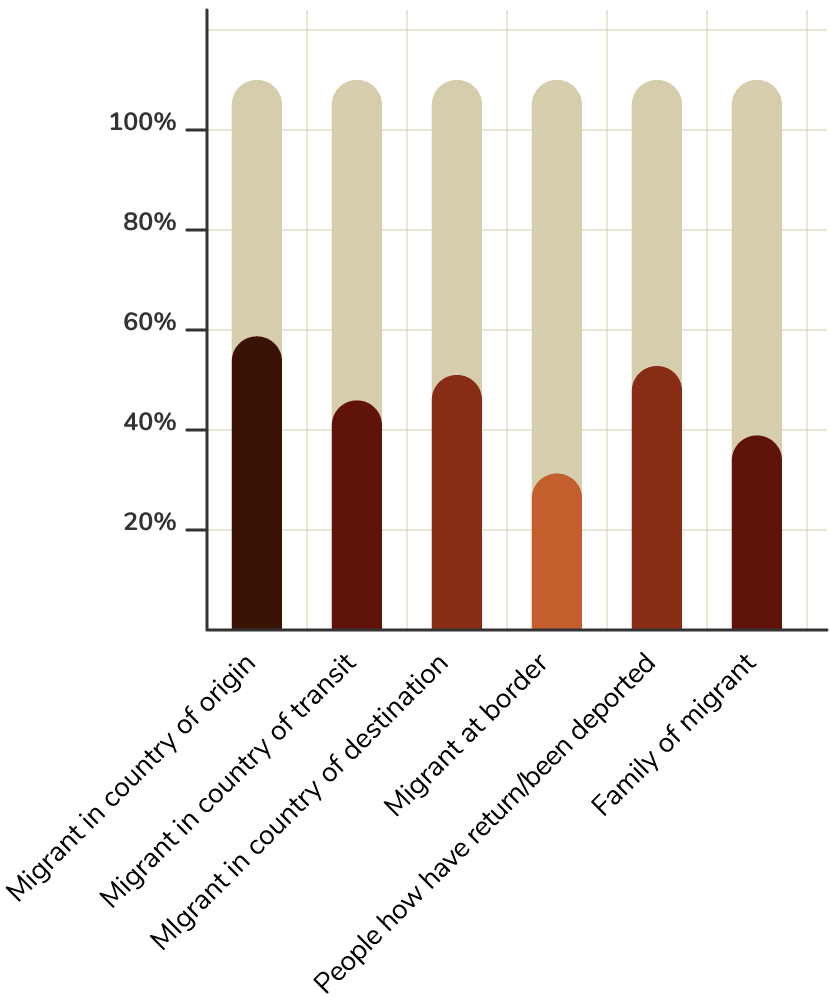 100%
80%
60%
40%
20%
Migrant in country of origin
Migrant in country of transit
MIgrant in country of destination
Migrant at border
People how have return/been deported
Family of migrant